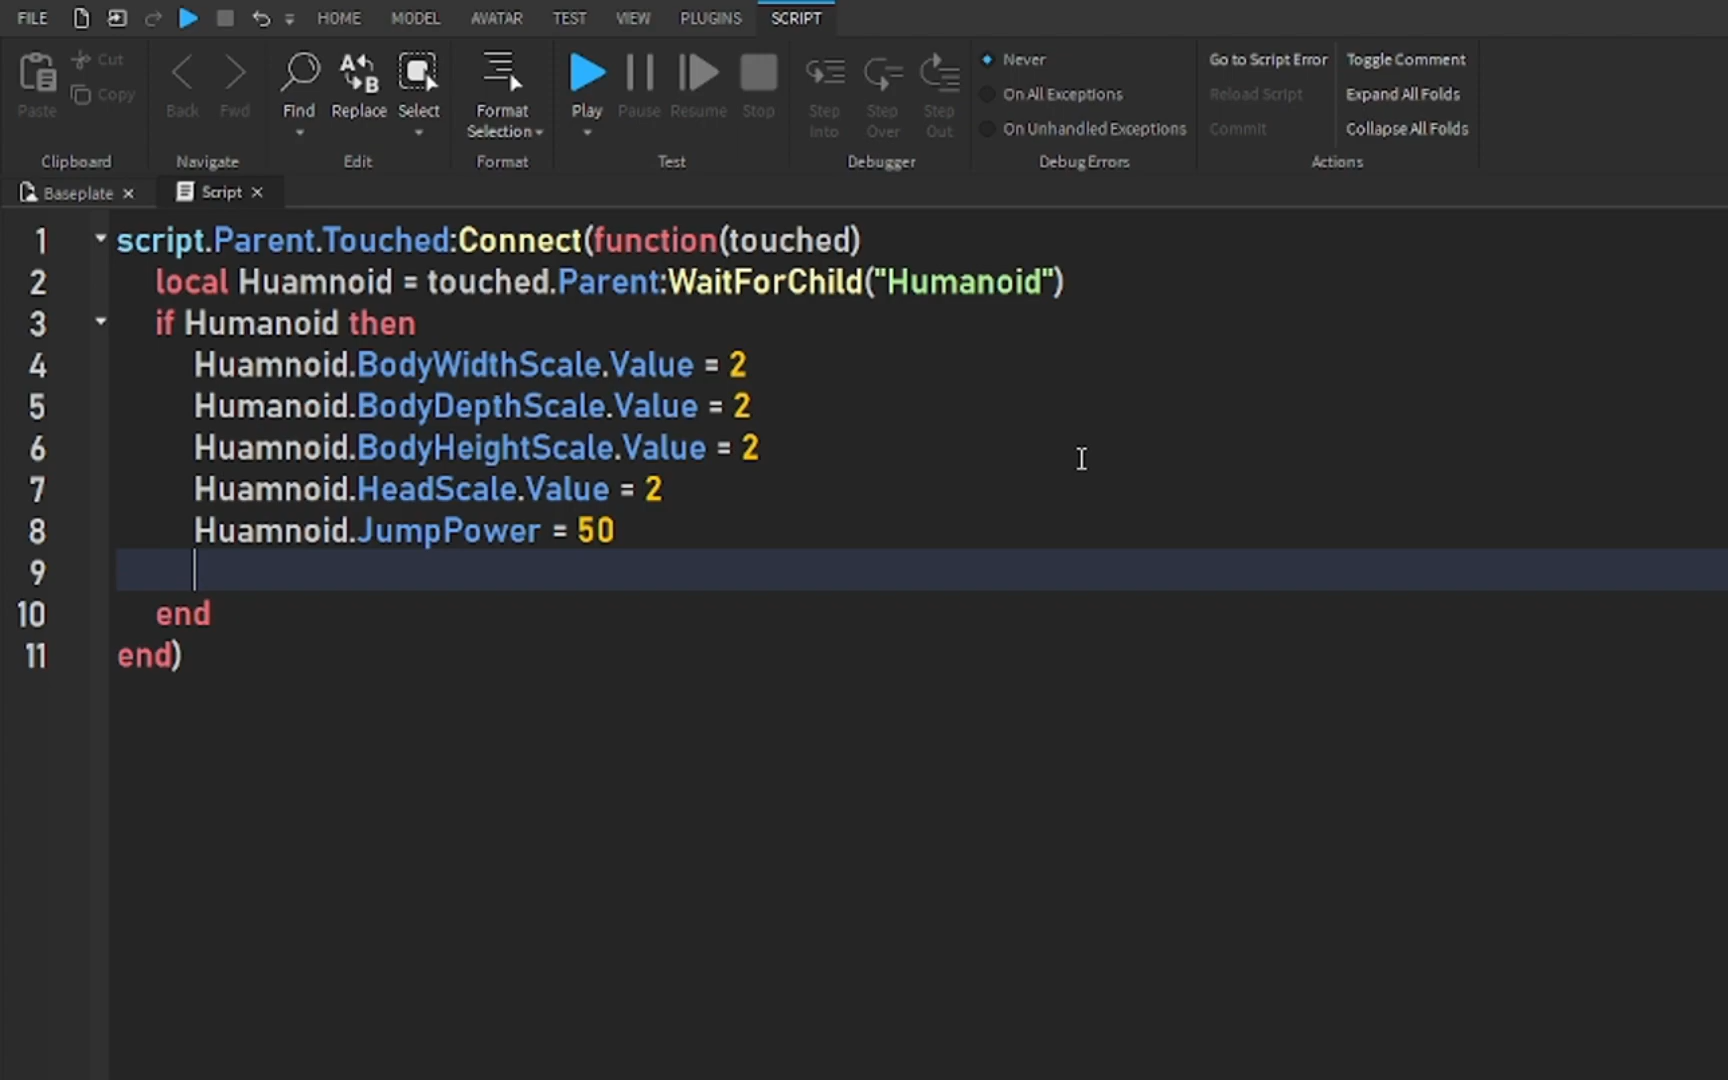 FILE HOME MODEL AVATAR TEST VIEW PLUGINS SCRIPT
Paste Cut Copy
Clipboard
Back Fwd
Navigate
Find Replace Select
Edit
Format Selection
Format
Play Pause Resume Stop
Test
Step Into Step Over Step Out
Debugger
Never
On All Exceptions
On Unhandled Exceptions
Debug Errors
Go to Script Error Toggle Comment
Reload Script Expand All Folds
Commit Collapse All Folds
Actions
Baseplate × Script ×
1 script.Parent.Touched:Connect(function(touched)
2 local Huamnoid = touched.Parent:WaitForChild("Humanoid")
3 if Humanoid then
4 Huamnoid.BodyWidthScale.Value = 2
5 Humanoid.BodyDepthScale.Value = 2
6 Huamnoid.BodyHeightScale.Value = 2
7 Huamnoid.HeadScale.Value = 2
8 Huamnoid.JumpPower = 50
9
10 end
11 end)